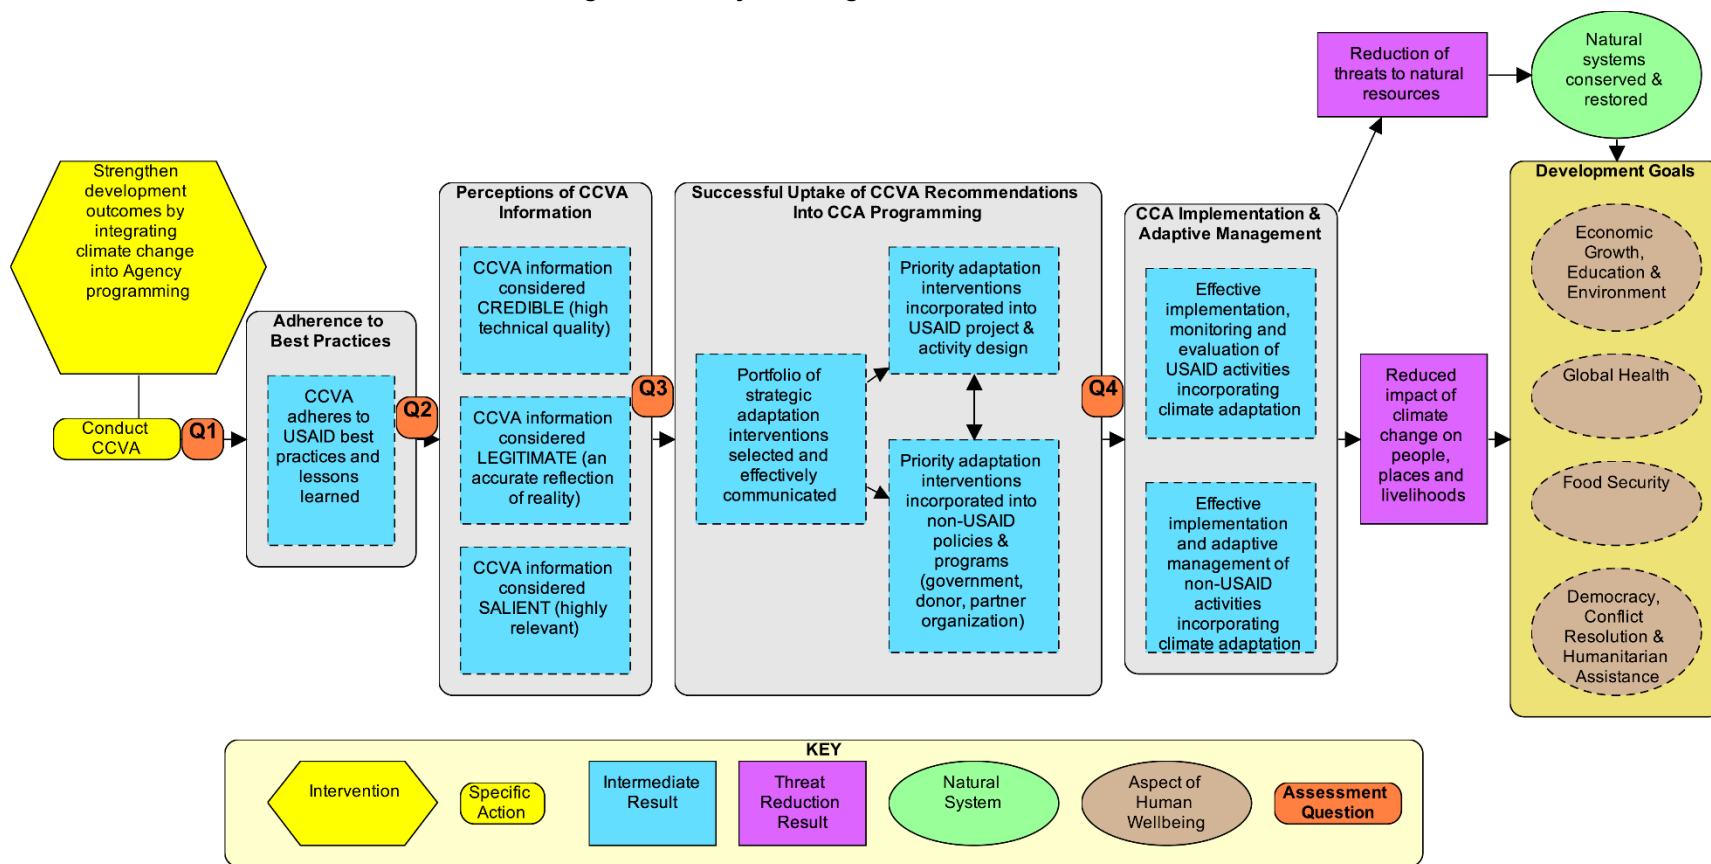 Reduction of
threats to natural
resources
Natural
systems
conserved &
restored
Strengthen
development
outcomes by
integrating
climate change
into Agency
programming
Conduct
CCVA
Q1
Adherence to
Best Practices
CCVA
adheres to
USAID best
practices and
lessons
learned
Q2
Perceptions of CCVA
Information
CCVA information
considered
CREDIBLE (high
technical quality)
CCVA information
considered
LEGITIMATE (an
accurate reflection
of reality)
CCVA information
considered
SALIENT (highly
relevant)
Q3
Successful Uptake of CCVA Recommendations
Into CCA Programming
Portfolio of
strategic
adaptation
interventions
selected and
effectively
communicated
Priority adaptation
interventions
incorporated into
USAID project &
activity design
Priority adaptation
interventions
incorporated into
non-USAID
policies &
programs
(government,
donor, partner
organization)
Q4
CCA Implementation &
Adaptive Management
Effective
implementation,
monitoring and
evaluation of
USAID activities
incorporating
climate adaptation
Effective
implementation
and adaptive
management of
non-USAID
activities
incorporating
climate adaptation
Reduced
impact of
climate
change on
people,
places and
livelihoods
Development Goals
Economic
Growth,
Education &
Environment
Global Health
Food Security
Democracy,
Conflict
Resolution &
Humanitarian
Assistance
KEY
Intervention
Specific
Action
Intermediate
Result
Threat
Reduction
Result
Natural
System
Aspect of
Human
Wellbeing
Assessment
Question